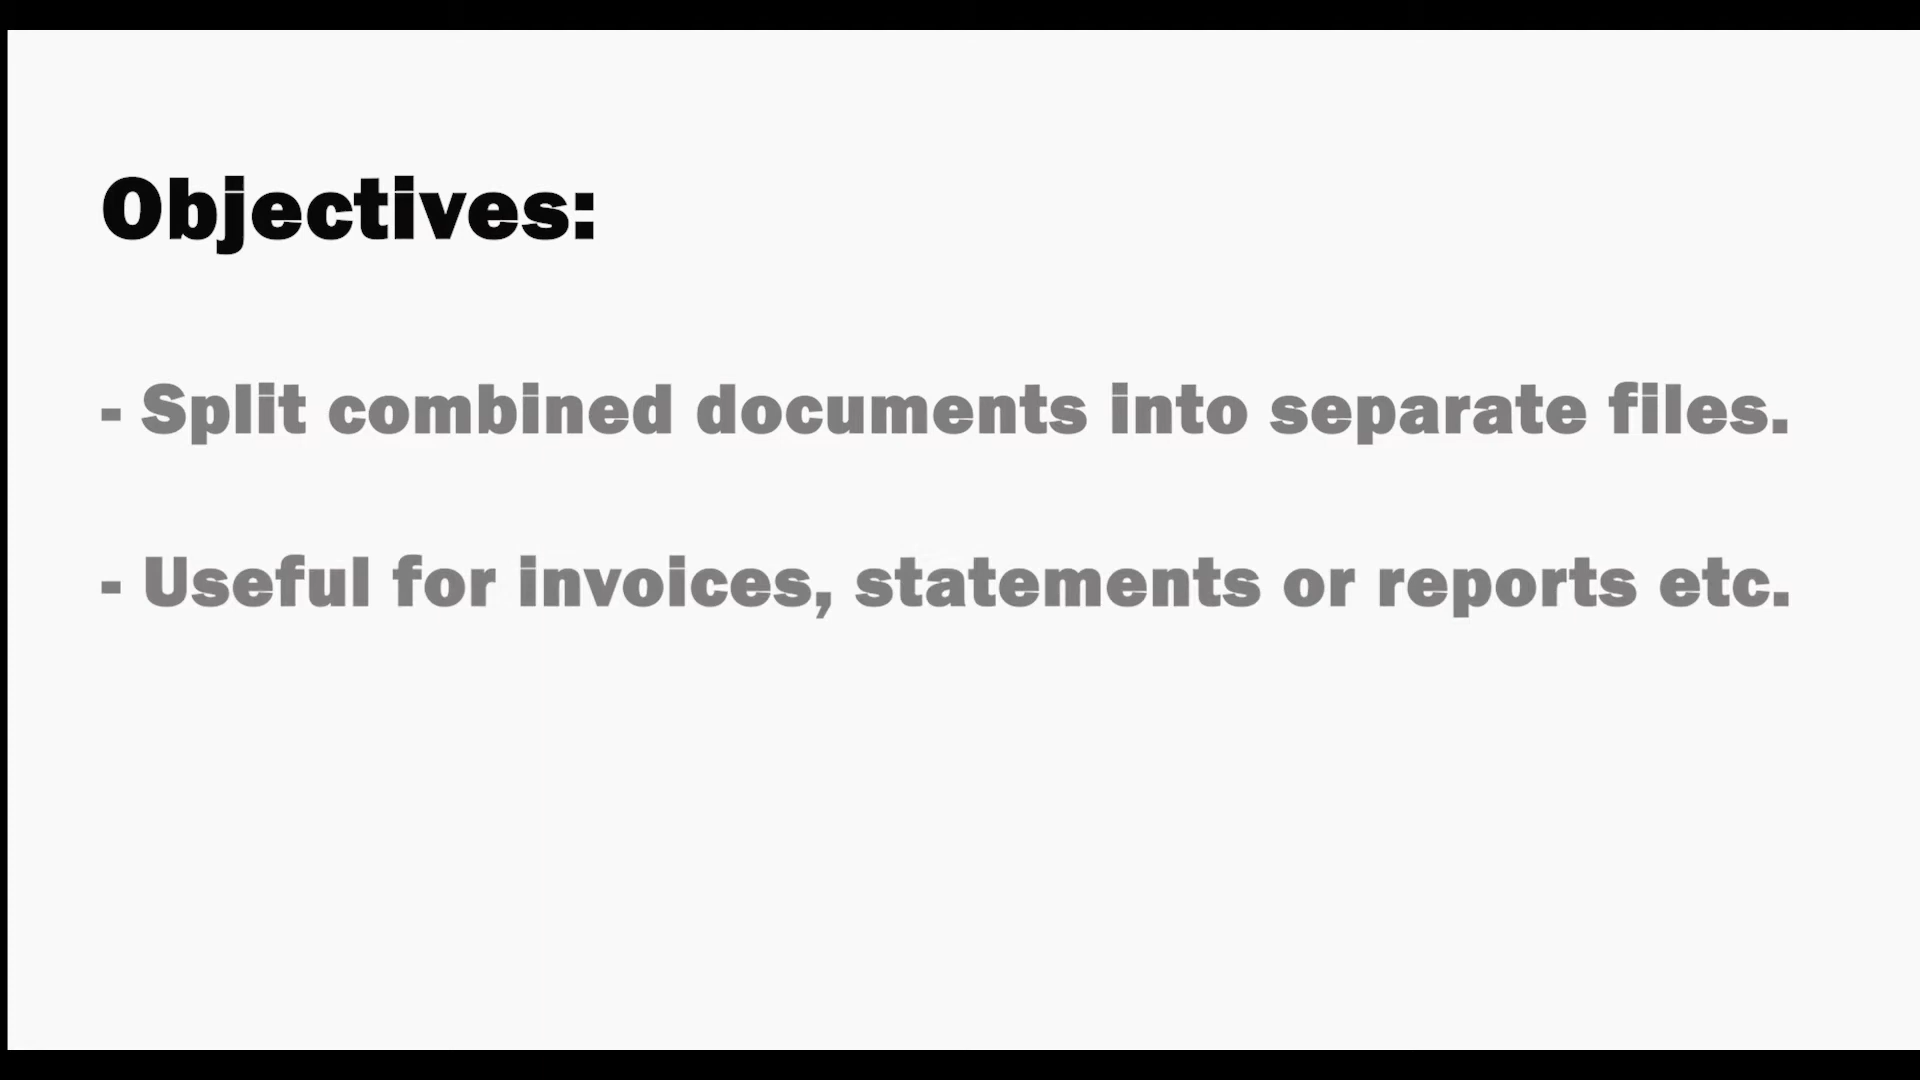 Objectives:
- Split combined documents into separate files.
- Useful for invoices, statements or reports etc.